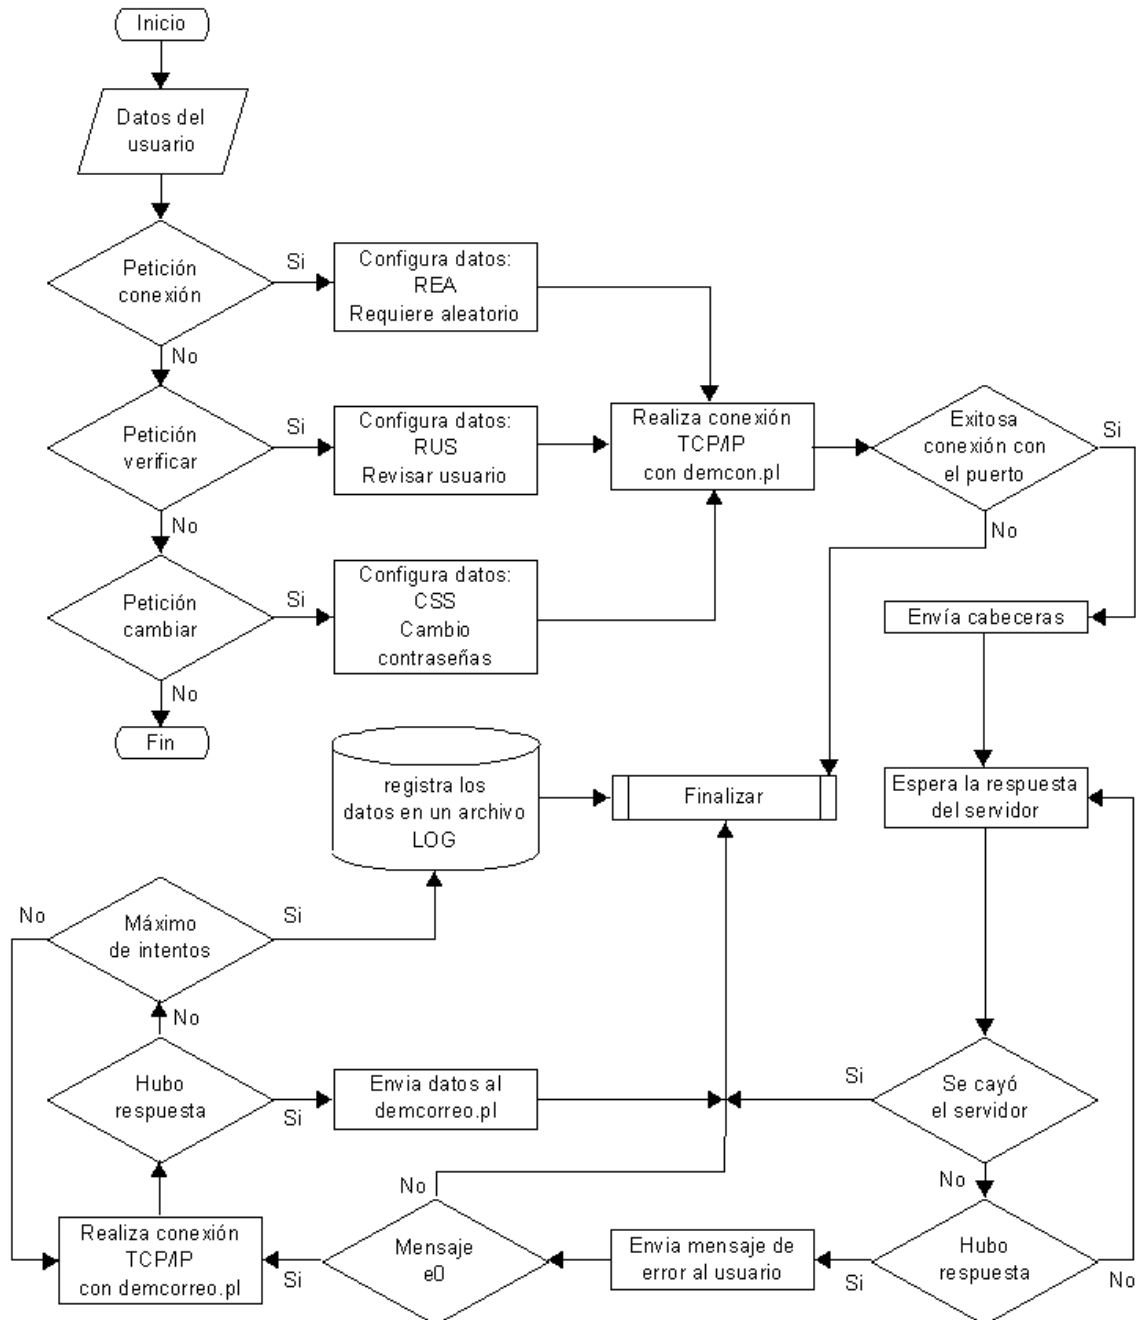 Inicio
Datos del
usuario
Petición
conexión
Si
Configura datos:
REA
Requiere aleatorio
No
Petición
verificar
Si
Configura datos:
RUS
Revisar usuario
Realiza conexión
TCP/IP
con demcon.pl
Exitosa
conexión con
el puerto
Si
No
No
Petición
cambiar
Si
Configura datos:
CSS
Cambio
contraseñas
Envía cabeceras
No
Fin
registra los
datos en un archivo
LOG
Finalizar
Espera la respuesta
del servidor
No
Máximo
de intentos
Si
No
Hubo
respuesta
Si
Envia datos al
demcorreo.pl
Si
Se cayó
el servidor
No
No
Realiza conexión
TCP/IP
con demcorreo.pl
Si
Mensaje
e0
Envia mensaje de
error al usuario
Si
Hubo
respuesta
No